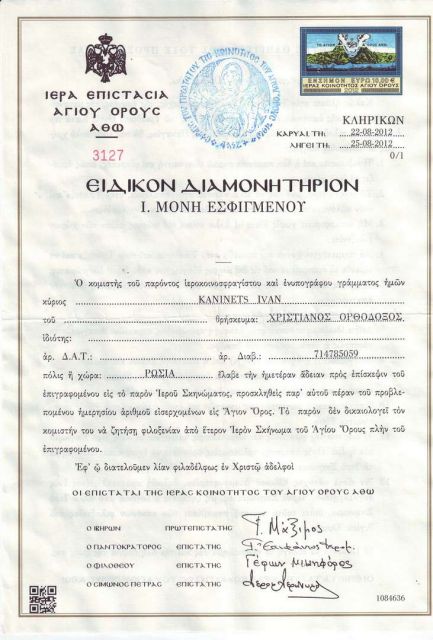 ΙΕΡΑ ΕΠΙΣΤΑΣΙΑ
ΑΓΙΟΥ ΟΡΟΥΣ
ΑΘΩ
3127
ΕΝΣΗΜΟΝ ΕΥΡΩ 10,00 €
ΙΕΡΑΣ ΚΟΙΝΟΤΗΤΟΣ ΑΓΙΟΥ ΟΡΟΥΣ
ΚΛΗΡΙΚΩΝ
ΚΑΡΥΑΙ ΤΗ: 22-08-2012
ΛΗΓΕΙ ΤΗ: 25-08-2012
0/1
ΕΙΔΙΚΟΝ ΔΙΑΜΟΝΗΤΗΡΙΟΝ
Ι. ΜΟΝΗ ΕΣΦΙΓΜΕΝΟΥ
Ὁ κομιστὴς τοῦ παρόντος ἱεροκοινοσφραγίστου καὶ ἐνυπογράφου γράμματος ἡμῶν
κύριος KANINETS IVAN
τοῦ θρήσκευμα: ΧΡΙΣΤΙΑΝΟΣ ΟΡΘΟΔΟΞΟΣ
ἰδιότης:
ἀρ. Δ.Α.Τ.: ἀρ. Διαβ.: 714785059
πόλις ἢ χώρα: ΡΩΣΙΑ ἔλαβε τὴν ἡμετέραν ἄδειαν πρὸς ἐπίσκεψιν τοῦ
ἐπιγραφομένου εἰς τὸ παρὸν Ἱεροῦ Σκηνώματος, προσκληθεὶς παρ' αὐτοῦ πέραν τοῦ προβλε-
πομένου ἡμερησίου ἀριθμοῦ εἰσερχομένων εἰς Ἅγιον Ὄρος. Τὸ παρὸν δὲν δικαιολογεῖ τὸν
κομιστήν του νὰ ζητήσῃ φιλοξενίαν ἀπὸ ἕτερον Ἱερὸν Σκήνωμα τοῦ Ἁγίου Ὄρους πλὴν τοῦ
ἐπιγραφομένου.
Ἐφ' ᾧ διατελοῦμεν λίαν φιλαδέλφως ἐν Χριστῷ ἀδελφοί
ΟΙ ΕΠΙΣΤΑΤΑΙ ΤΗΣ ΙΕΡΑΣ ΚΟΙΝΟΤΗΤΟΣ ΤΟΥ ΑΓΙΟΥ ΟΡΟΥΣ ΑΘΩ
Ο ΙΒΗΡΩΝ ΠΡΩΤΕΠΙΣΤΑΤΗΣ Γ. Μάξιμος
Ο ΠΑΝΤΟΚΡΑΤΟΡΟΣ ΕΠΙΣΤΑΤΗΣ
Ο ΦΙΛΟΘΕΟΥ ΕΠΙΣΤΑΤΗΣ Γέρων Νικηφόρος
Ο ΣΙΜΩΝΟΣ ΠΕΤΡΑΣ ΕΠΙΣΤΑΤΗΣ
1084636